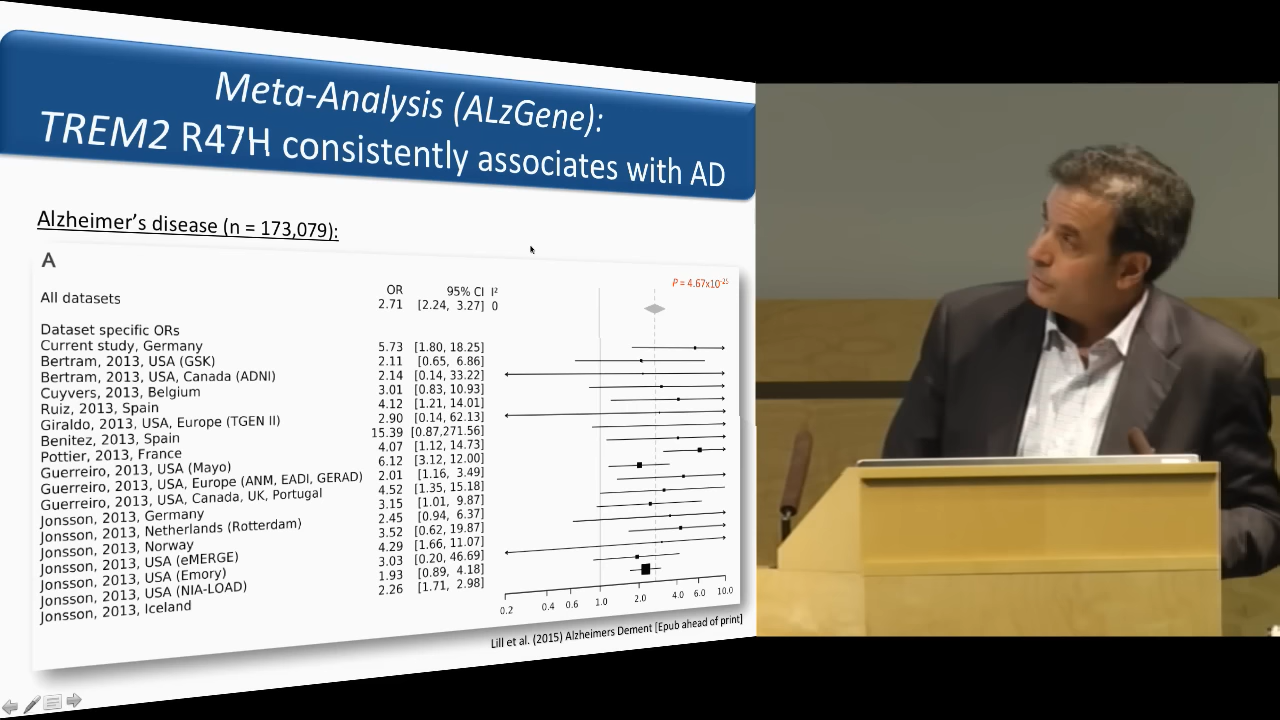 Meta-Analysis (ALzGene):
TREM2 R47H consistently associates with AD
Alzheimer's disease (n = 173,079):
A
OR 95% CI I²
P = 4.67x10⁻²⁵
All datasets 2.71 [2.24, 3.27] 0
Dataset specific ORs
Current study, Germany 5.73 [1.80, 18.25]
Bertram, 2013, USA (GSK) 2.11 [0.65, 6.86]
Bertram, 2013, USA, Canada (ADNI) 2.14 [0.14, 33.22]
Cuyvers, 2013, Belgium 3.01 [0.83, 10.93]
Ruiz, 2013, Spain 4.12 [1.21, 14.01]
Giraldo, 2013, USA, Europe (TGEN II) 2.90 [0.14, 62.13]
Benitez, 2013, Spain 15.39 [0.87,271.56]
Pottier, 2013, France 4.07 [1.12, 14.73]
Guerreiro, 2013, USA (Mayo) 6.12 [3.12, 12.00]
Guerreiro, 2013, USA, Europe (ANM, EADI, GERAD) 2.01 [1.16, 3.49]
Guerreiro, 2013, USA, Canada, UK, Portugal 4.52 [1.35, 15.18]
Jonsson, 2013, Germany 3.15 [1.01, 9.87]
Jonsson, 2013, Netherlands (Rotterdam) 2.45 [0.94, 6.37]
Jonsson, 2013, Norway 3.52 [0.62, 19.87]
Jonsson, 2013, USA (eMERGE) 4.29 [1.66, 11.07]
Jonsson, 2013, USA (Emory) 3.03 [0.20, 46.69]
Jonsson, 2013, USA (NIA-LOAD) 1.93 [0.89, 4.18]
Jonsson, 2013, Iceland 2.26 [1.71, 2.98]
0.2 0.4 0.6 1.0 2.0 4.0 6.0 10.0
Lill et al. (2015) Alzheimers Dement [Epub ahead of print]